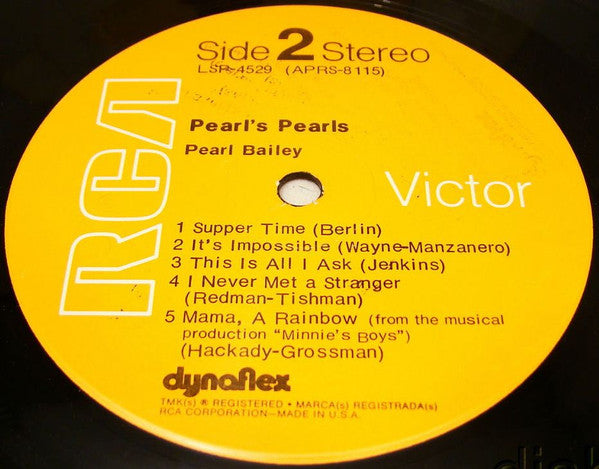 Side 2 Stereo
LSP-4529 (APRS-8115)
RCA
Pearl's Pearls
Pearl Bailey
Victor
1 Supper Time (Berlin)
2 It's Impossible (Wayne-Manzanero)
3 This Is All I Ask (Jenkins)
4 I Never Met a Stranger
(Redman-Tishman)
5 Mama, A Rainbow (from the musical
production "Minnie's Boys")
(Hackady-Grossman)
dynaflex
TMK(s) ® REGISTERED • MARCA(s) REGISTRADA(s)
RCA CORPORATION—MADE IN U.S.A.